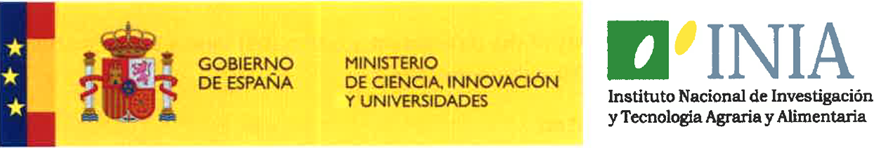 GOBIERNO
DE ESPAÑA
MINISTERIO
DE CIENCIA, INNOVACIÓN
Y UNIVERSIDADES
INIA
Instituto Nacional de Investigación
y Tecnología Agraria y Alimentaria